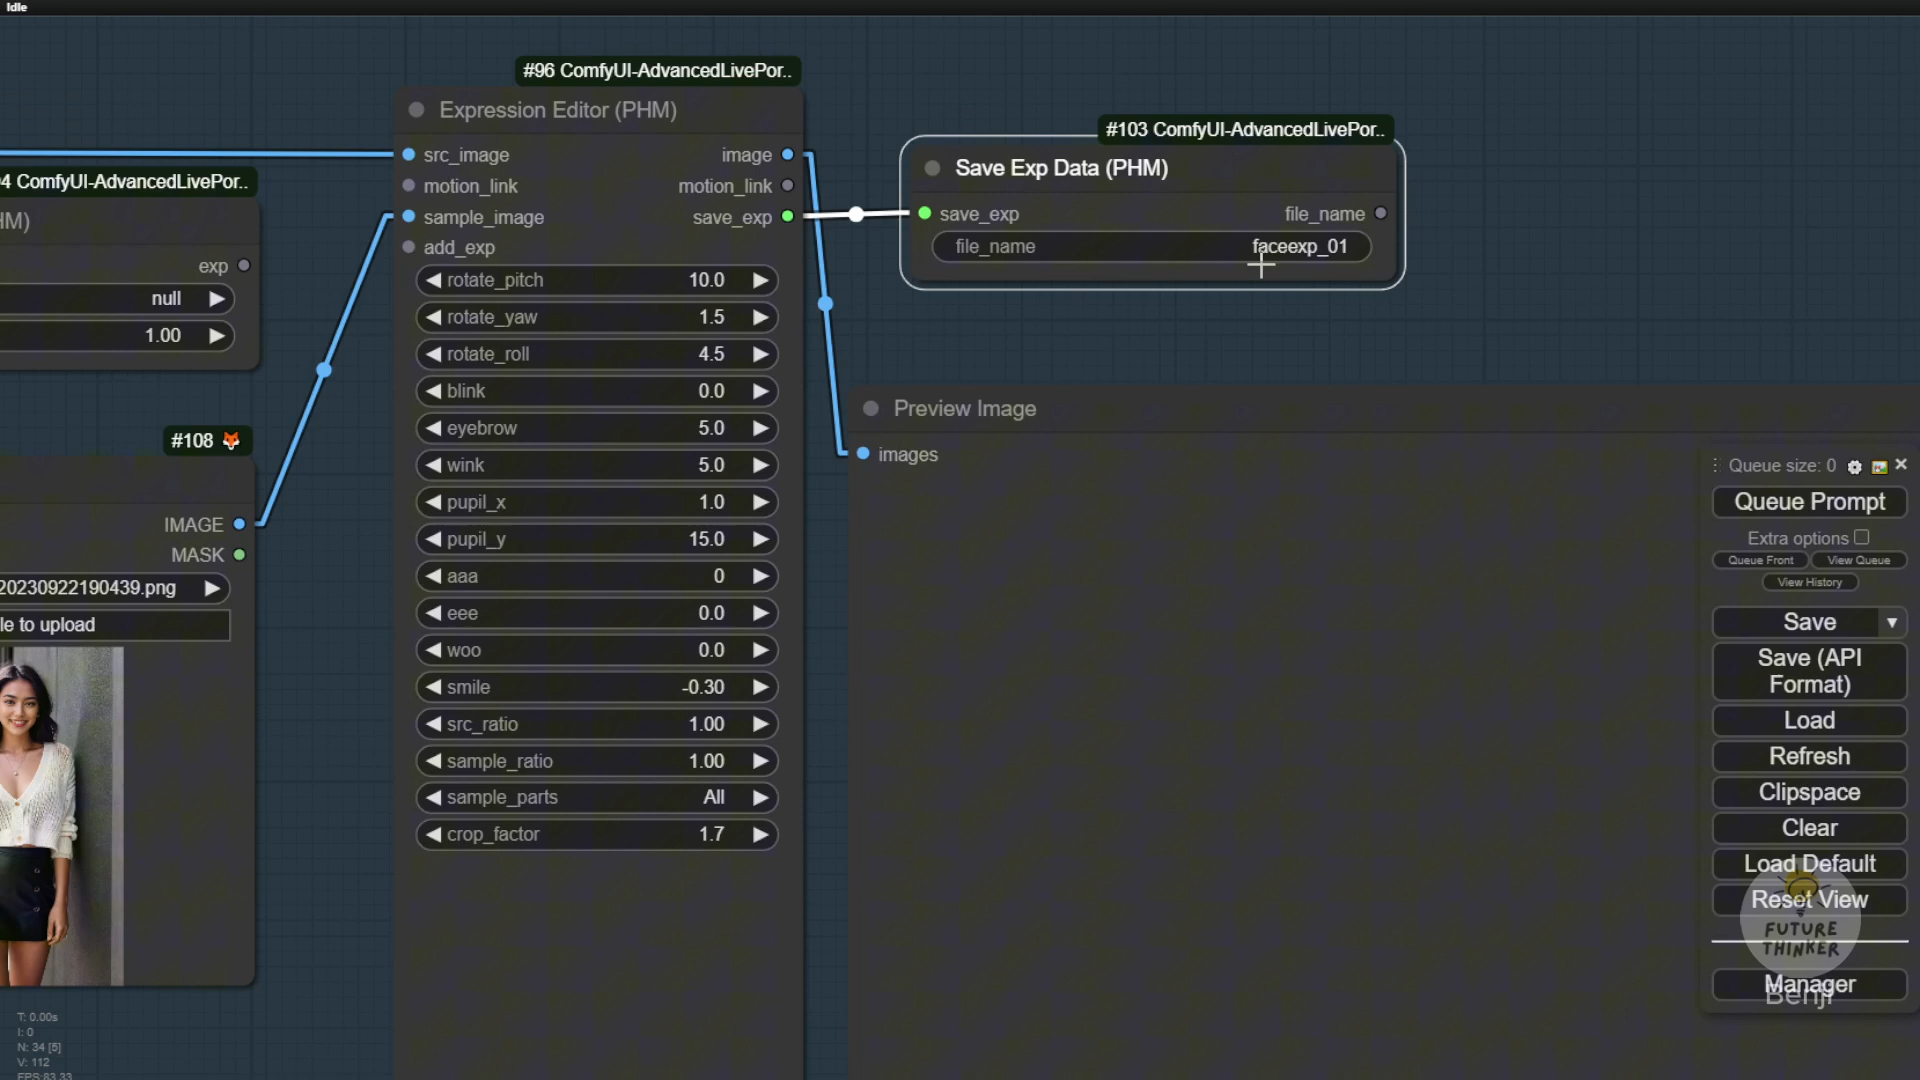 Idle
#96 ComfyUI-AdvancedLivePor..
Expression Editor (PHM)
src_image image
motion_link motion_link
sample_image save_exp
add_exp
rotate_pitch 10.0
rotate_yaw 1.5
rotate_roll 4.5
blink 0.0
eyebrow 5.0
wink 5.0
pupil_x 1.0
pupil_y 15.0
aaa 0
eee 0.0
woo 0.0
smile -0.30
src_ratio 1.00
sample_ratio 1.00
sample_parts All
crop_factor 1.7
#103 ComfyUI-AdvancedLivePor..
Save Exp Data (PHM)
save_exp file_name
file_name faceexp_01
4 ComfyUI-AdvancedLivePor..
HM)
exp
null
1.00
#108
IMAGE
MASK
20230922190439.png
le to upload
Preview Image
images
Queue size: 0
Queue Prompt
Extra options
Queue Front View Queue
View History
Save
Save (API
Format)
Load
Refresh
Clipspace
Clear
Load Default
Reset View
FUTURE
THINKER
Manager
Benji
T: 0.00s
I: 0
N: 34 [5]
V: 112
FPS:83.33